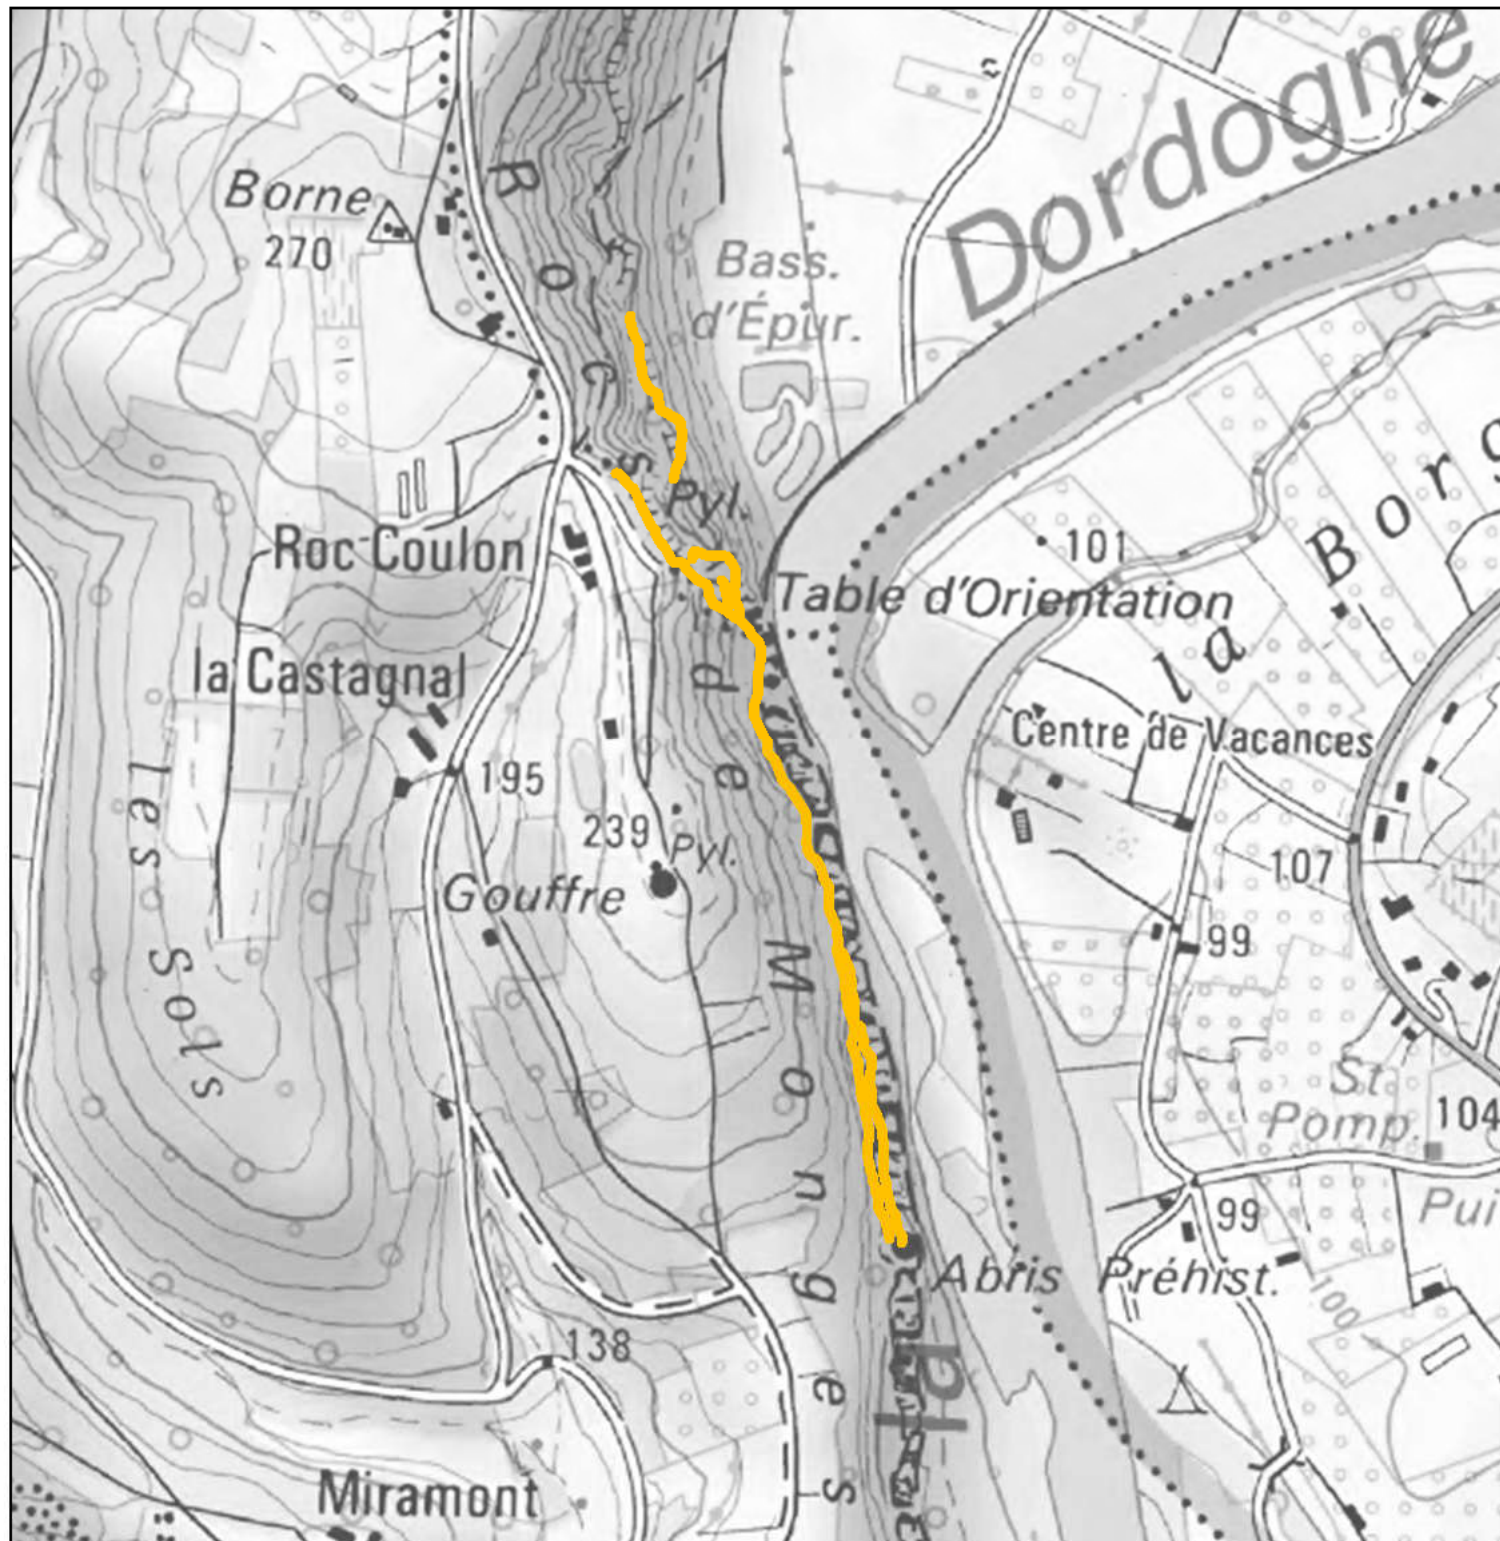 Dordogne
Borne
270
Rocs de Monges
Bass.
d'Épur.
Pyl.
Roc Coulon
Table d'Orientation
101
la Borg
la Castagnal
195
Centre de Vacances
239
Pyl.
Gouffre
107
99
les Sols
St
Pomp.
104
99
Pui
Abris Préhist.
100
138
la
Miramont